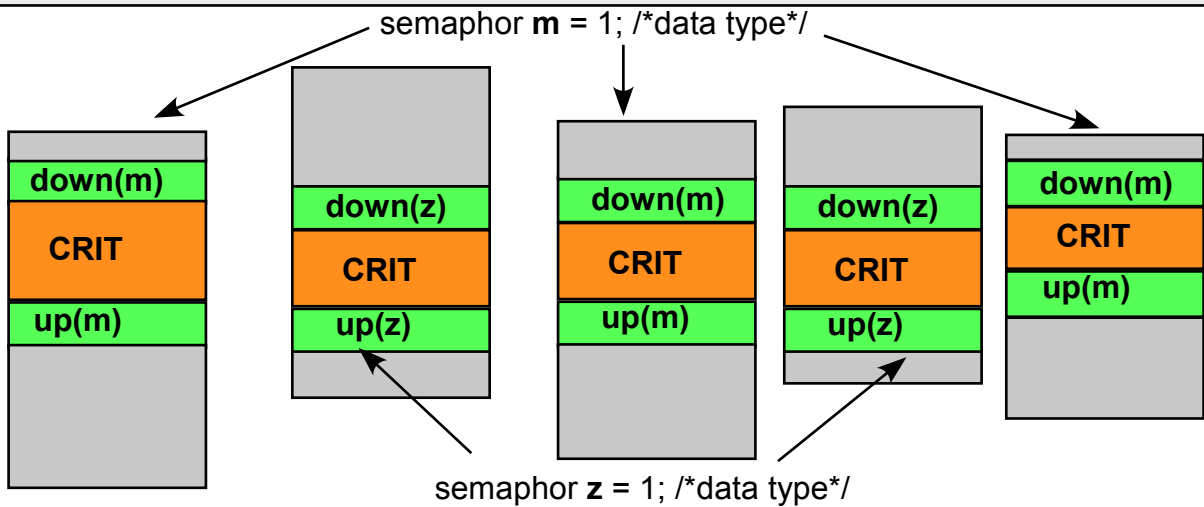 semaphor m = 1; /*data type*/
down(m)
CRIT
up(m)
down(z)
CRIT
up(z)
down(m)
CRIT
up(m)
down(z)
CRIT
up(z)
down(m)
CRIT
up(m)
semaphor z = 1; /*data type*/